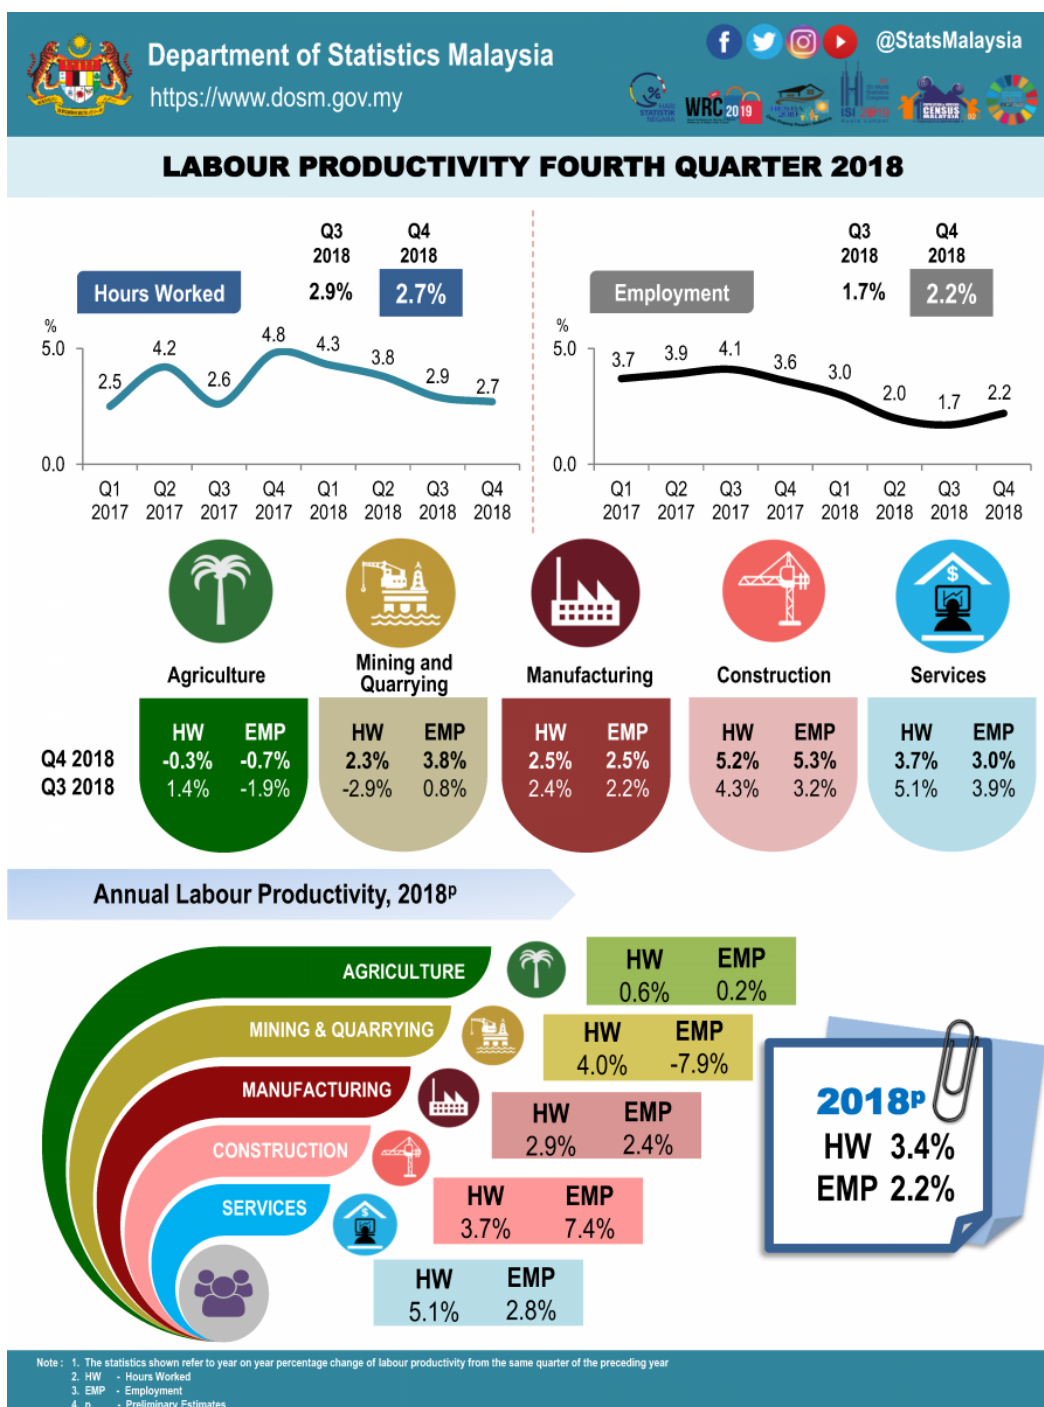 Department of Statistics Malaysia
https://www.dosm.gov.my
@StatsMalaysia
HARI
STATISTIK
NEGARA
WRC 2019
CENSUS
MALAYSIA
LABOUR PRODUCTIVITY FOURTH QUARTER 2018
Q3 Q4
2018 2018
Hours Worked 2.9% 2.7%
%
5.0
0.0
2.5 4.2 2.6 4.8 4.3 3.8 2.9 2.7
Q1 Q2 Q3 Q4 Q1 Q2 Q3 Q4
2017 2017 2017 2017 2018 2018 2018 2018
Q3 Q4
2018 2018
Employment 1.7% 2.2%
%
5.0
0.0
3.7 3.9 4.1 3.6 3.0 2.0 1.7 2.2
Q1 Q2 Q3 Q4 Q1 Q2 Q3 Q4
2017 2017 2017 2017 2018 2018 2018 2018
Agriculture Mining and Quarrying Manufacturing Construction Services
HW EMP HW EMP HW EMP HW EMP HW EMP
Q4 2018 -0.3% -0.7% 2.3% 3.8% 2.5% 2.5% 5.2% 5.3% 3.7% 3.0%
Q3 2018 1.4% -1.9% -2.9% 0.8% 2.4% 2.2% 4.3% 3.2% 5.1% 3.9%
Annual Labour Productivity, 2018p
AGRICULTURE
HW EMP
0.6% 0.2%
MINING & QUARRYING
HW EMP
4.0% -7.9%
MANUFACTURING
HW EMP
2.9% 2.4%
CONSTRUCTION
HW EMP
3.7% 7.4%
SERVICES
HW EMP
5.1% 2.8%
2018p
HW 3.4%
EMP 2.2%
Note : 1. The statistics shown refer to year on year percentage change of labour productivity from the same quarter of the preceding year
2. HW - Hours Worked
3. EMP - Employment
4. p - Preliminary Estimates